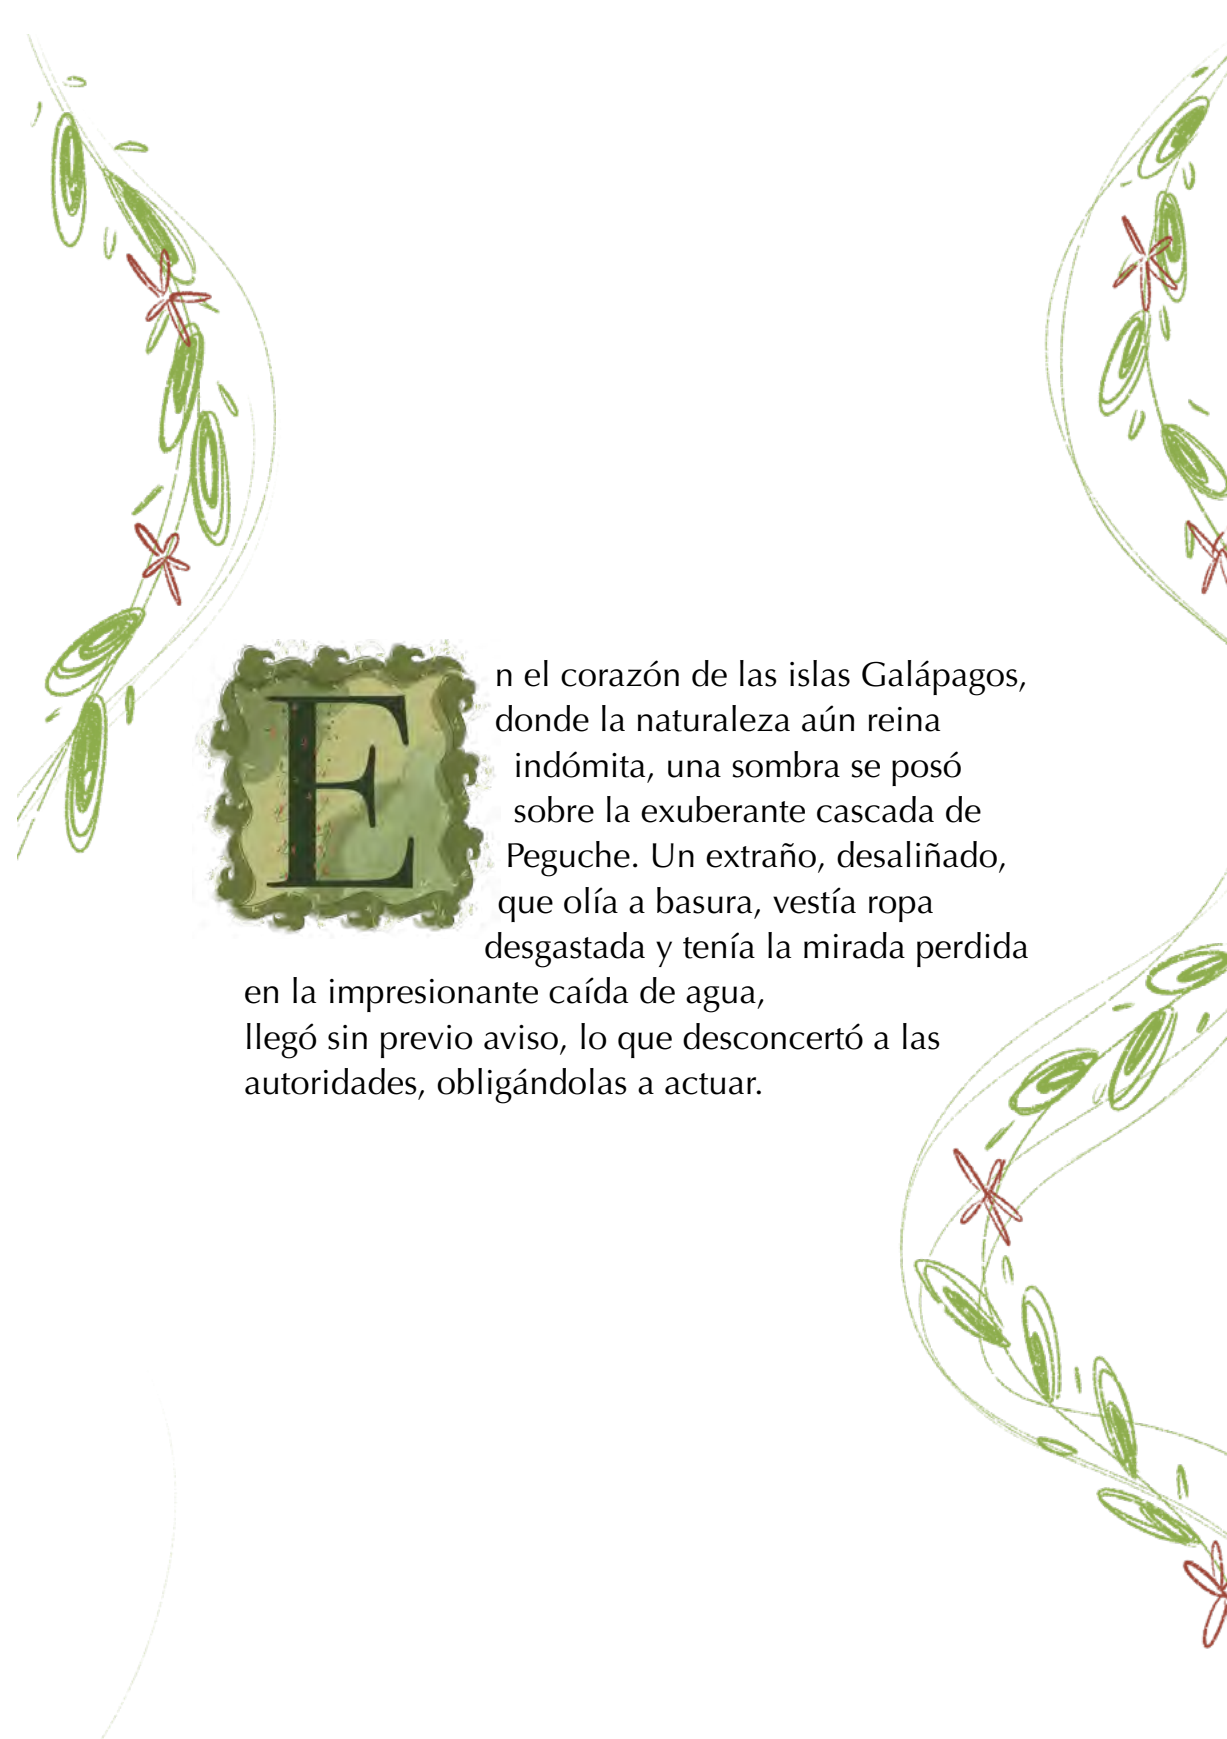 En el corazón de las islas Galápagos,
donde la naturaleza aún reina
indómita, una sombra se posó
sobre la exuberante cascada de
Peguche. Un extraño, desaliñado,
que olía a basura, vestía ropa
desgastada y tenía la mirada perdida
en la impresionante caída de agua,
llegó sin previo aviso, lo que desconcertó a las
autoridades, obligándolas a actuar.